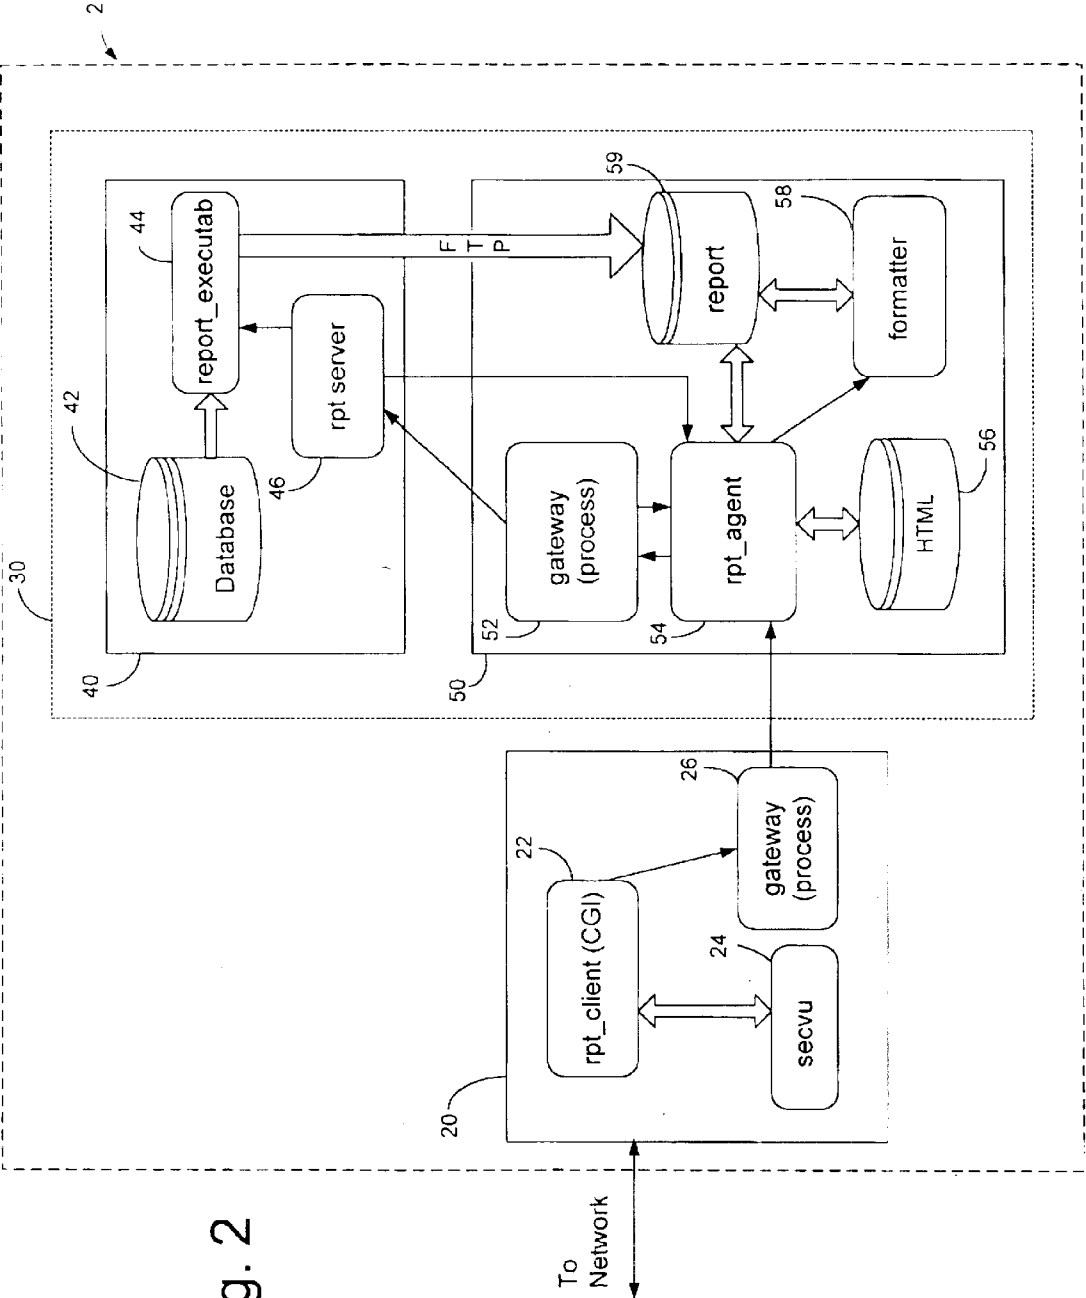 2
30
40
42
Database
44
report_executab
46
rpt server
F
T
P
50
52
gateway
(process)
54
rpt_agent
59
report
58
formatter
56
HTML
20
22
rpt_client (CGI)
24
secvu
26
gateway
(process)
To
Network
g. 2